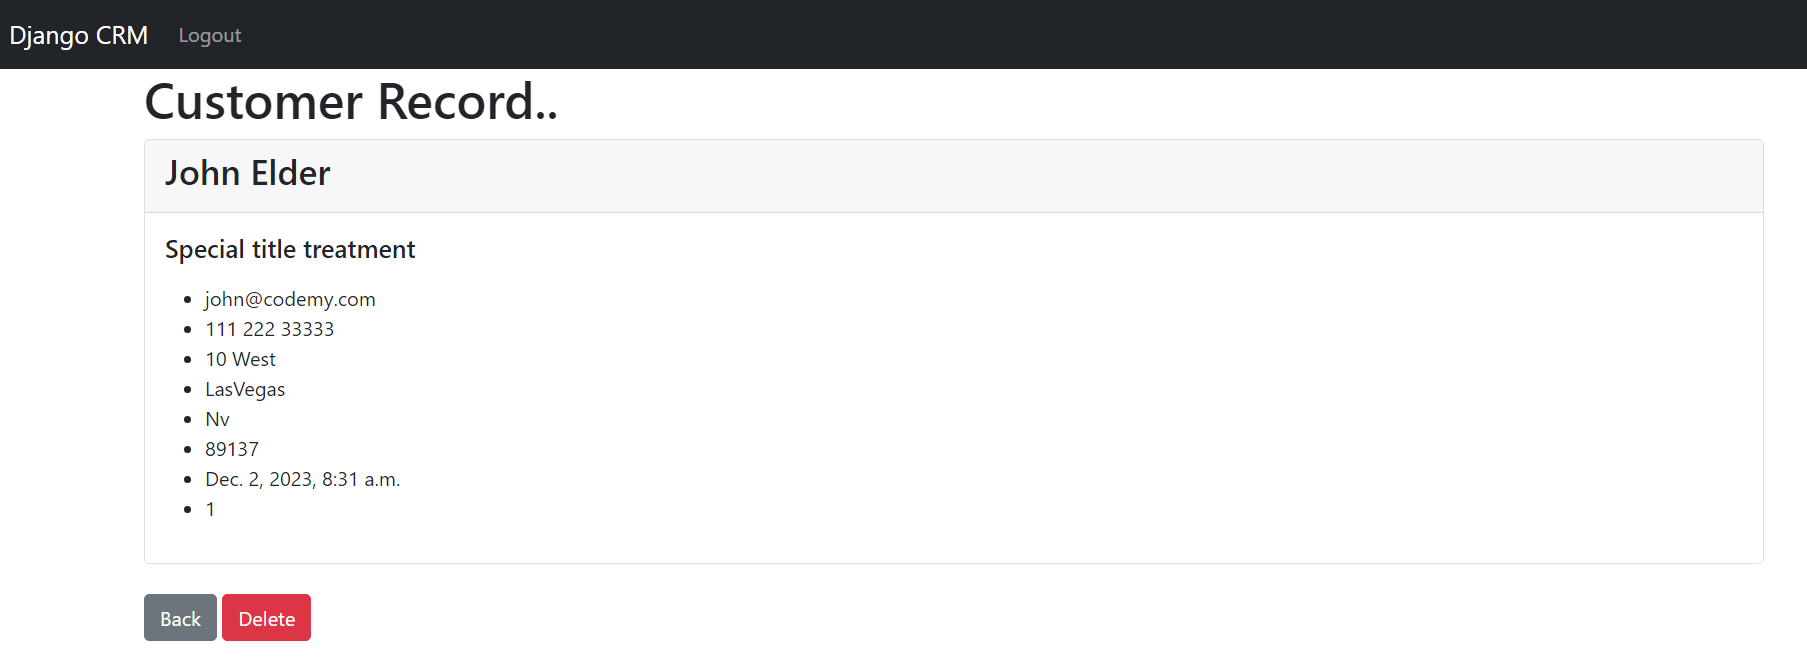 Django CRM Logout
Customer Record..
John Elder
Special title treatment
john@codemy.com
111 222 33333
10 West
LasVegas
Nv
89137
Dec. 2, 2023, 8:31 a.m.
1
Back Delete